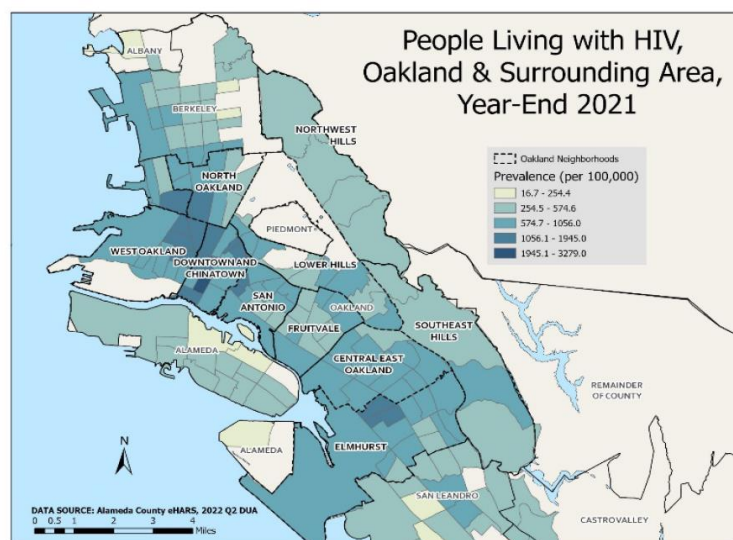 People Living with HIV,
Oakland & Surrounding Area,
Year-End 2021
Oakland Neighborhoods
Prevalence (per 100,000)
16.7 - 254.4
254.5 - 574.6
574.7 - 1056.0
1056.1 - 1945.0
1945.1 - 3279.0
ALBANY
BERKELEY
NORTHWEST
HILLS
NORTH
OAKLAND
PIEDMONT
WEST OAKLAND
DOWNTOWN AND
CHINATOWN
LOWER HILLS
SAN
ANTONIO
OAKLAND
FRUITVALE
SOUTHEAST
HILLS
ALAMEDA
CENTRAL EAST
OAKLAND
REMAINDER
OF COUNTY
ELMHURST
ALAMEDA
SAN LEANDRO
CASTRO VALLEY
N
DATA SOURCE: Alameda County eHARS, 2022 Q2 DUA
0 0.5 1 2 3 4
Miles